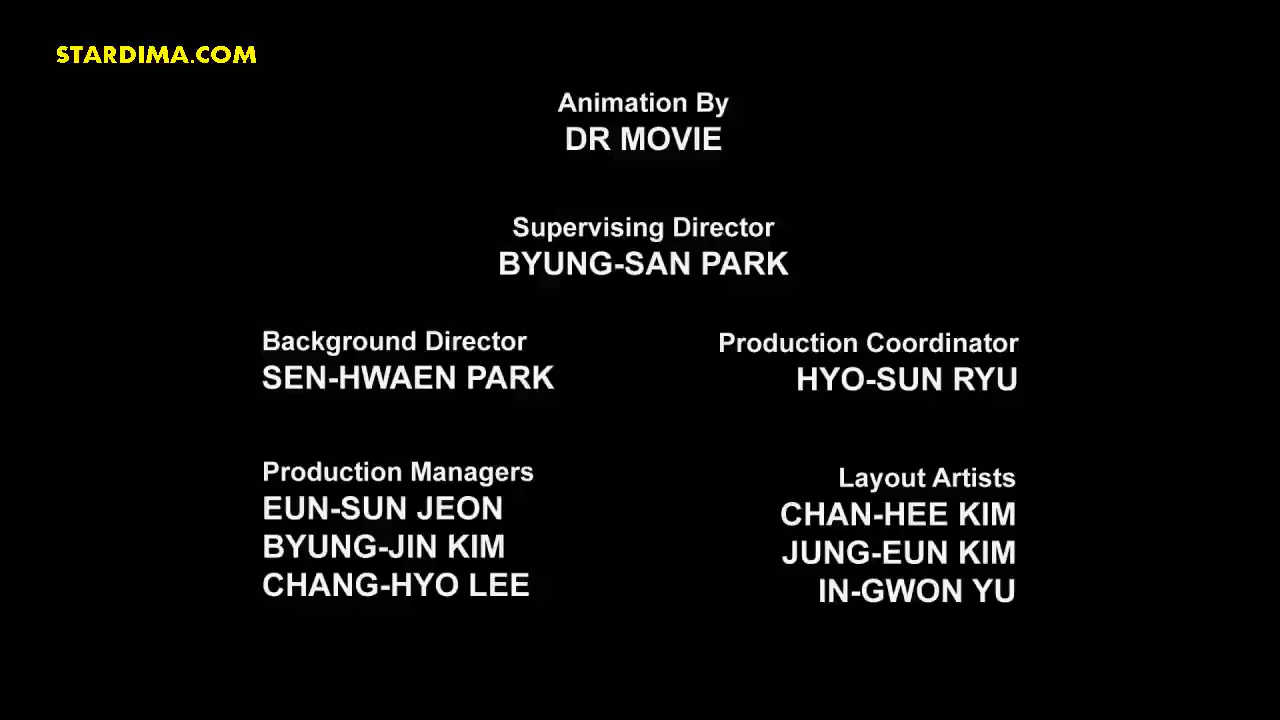 STARDIMA.COM
Animation By
DR MOVIE
Supervising Director
BYUNG-SAN PARK
Background Director
SEN-HWAEN PARK
Production Coordinator
HYO-SUN RYU
Production Managers
EUN-SUN JEON
BYUNG-JIN KIM
CHANG-HYO LEE
Layout Artists
CHAN-HEE KIM
JUNG-EUN KIM
IN-GWON YU